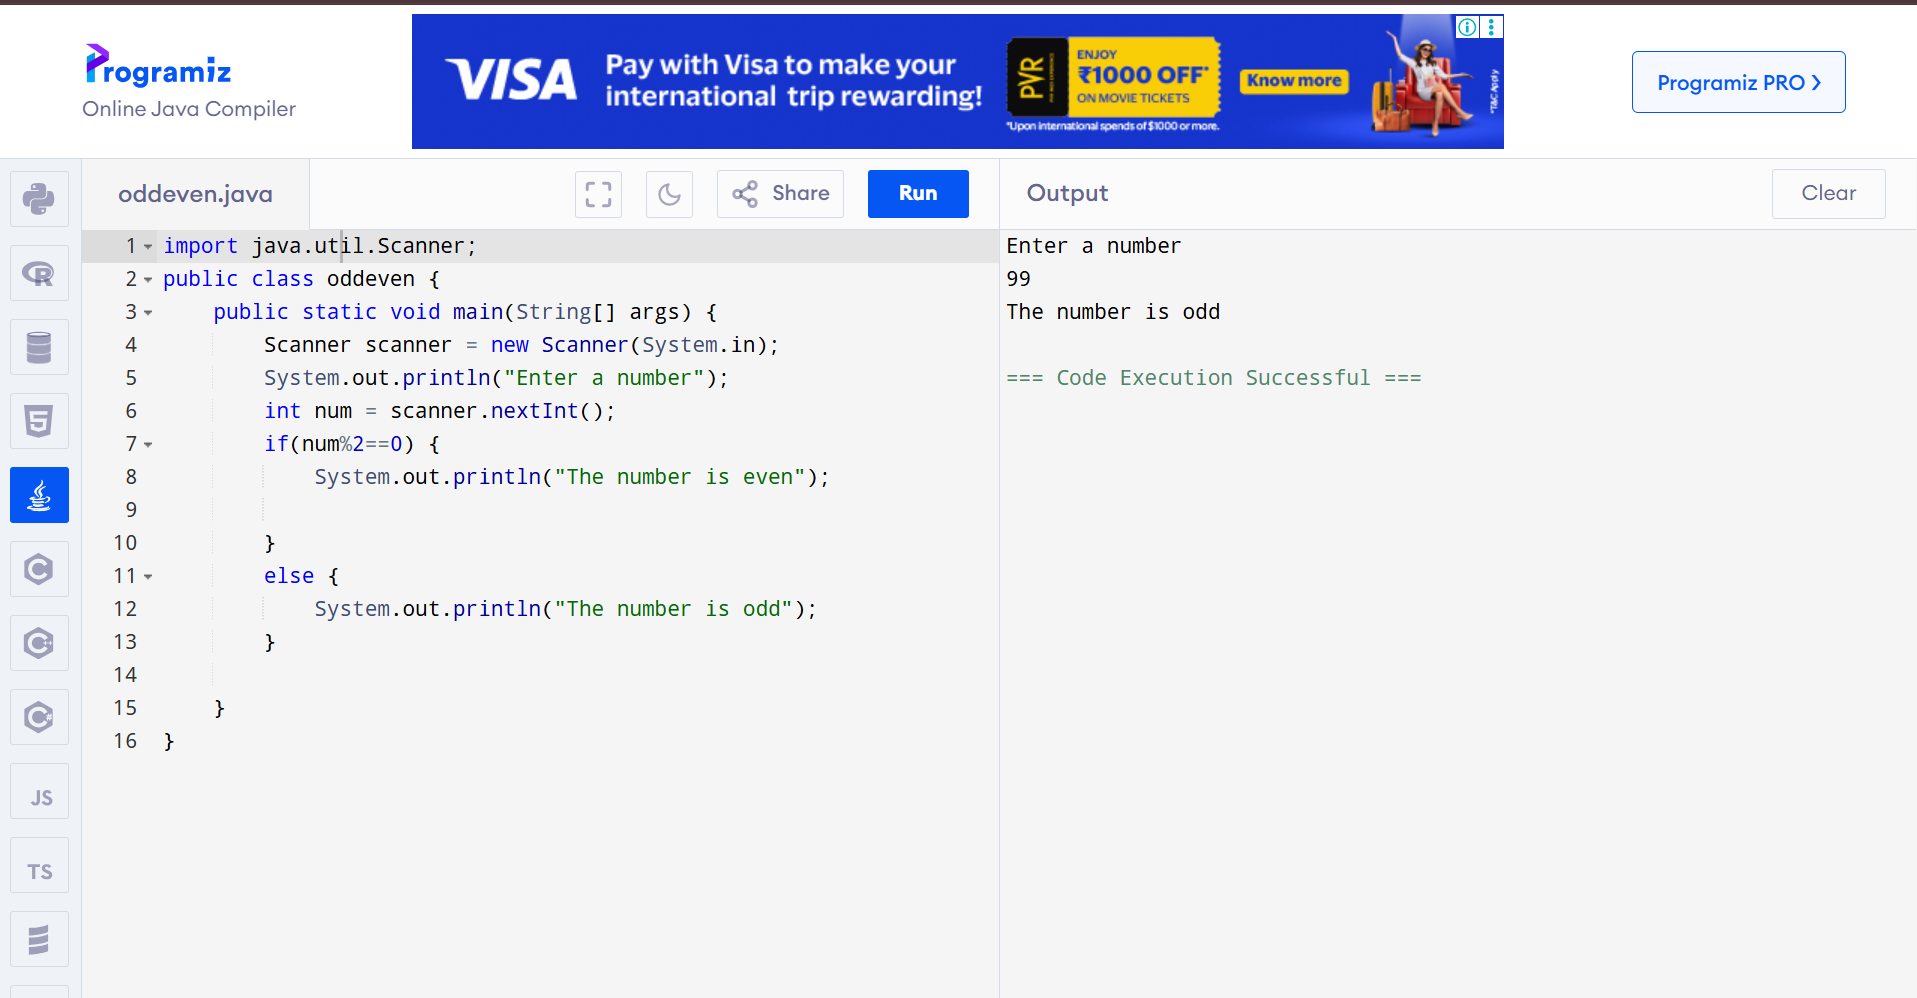 Programiz
Online Java Compiler
VISA
Pay with Visa to make your
international trip rewarding!
PVR
ENJOY
₹1000 OFF*
ON MOVIE TICKETS
*Upon international spends of $1000 or more.
Know more
*T&C Apply
Programiz PRO ›
oddeven.java
Share
Run
Output
Clear
1 import java.util.Scanner;
2 public class oddeven {
3     public static void main(String[] args) {
4         Scanner scanner = new Scanner(System.in);
5         System.out.println("Enter a number");
6         int num = scanner.nextInt();
7         if(num%2==0) {
8             System.out.println("The number is even");
9
10         }
11         else {
12             System.out.println("The number is odd");
13         }
14
15     }
16 }
Enter a number
99
The number is odd
=== Code Execution Successful ===
R
5
C
C++
C#
JS
TS